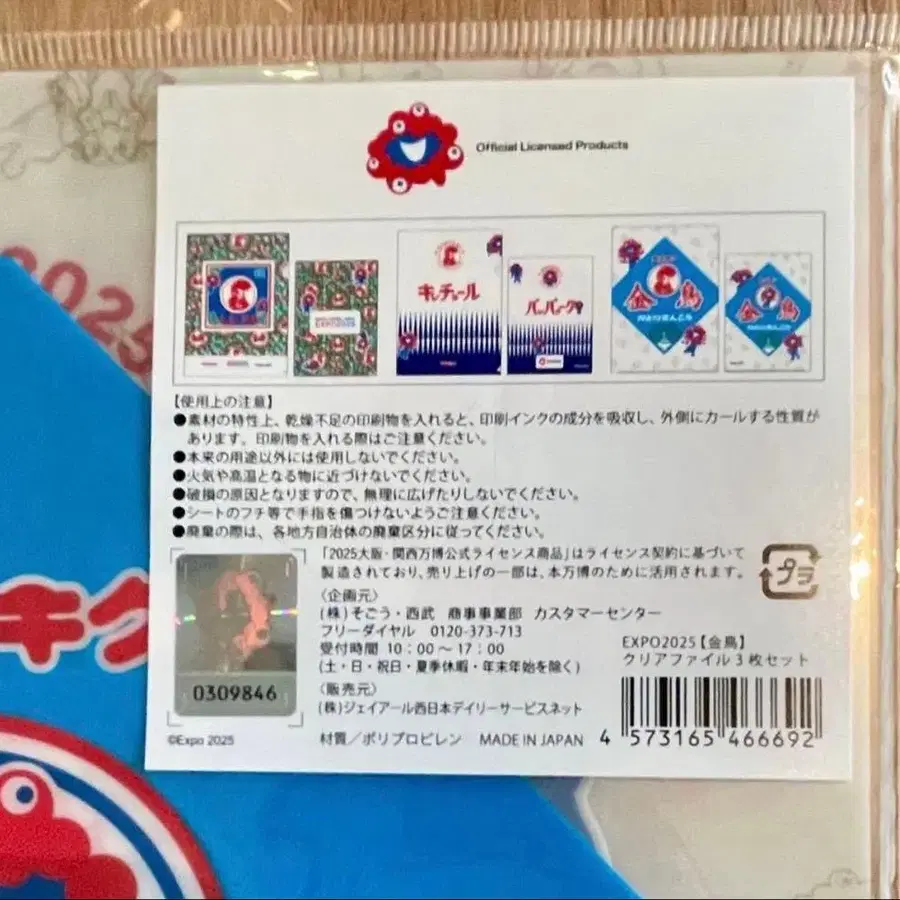 Official Licensed Products
2025
キンチョール
金鳥
金鳥
【使用上の注意】
●素材の特性上、乾燥不足の印刷物を入れると、印刷インクの成分を吸収し、外側にカールする性質が
あります。印刷物を入れる際はご注意ください。
●本来の用途以外には使用しないでください。
●火気や高温となる物に近づけないでください。
●破損の原因となりますので、無理に広げたりしないでください。
●シートのフチ等で手指を傷つけないようご注意ください。
●廃棄の際は、各地方自治体の廃棄区分に従ってください。
「2025大阪・関西万博公式ライセンス商品」はライセンス契約に基づいて
製造されており、売り上げの一部は、本万博のために活用されます。
プラ
〈企画元〉
(株)そごう・西武 商事事業部 カスタマーセンター
フリーダイヤル 0120-373-713
受付時間 10:00~17:00
(土・日・祝日・夏季休暇・年末年始を除く)
〈販売元〉
(株)ジェイアール西日本デイリーサービスネット
材質/ポリプロピレン MADE IN JAPAN
EXPO2025【金鳥】
クリアファイル3枚セット
4 573165 466692
0309846
©Expo 2025
キク